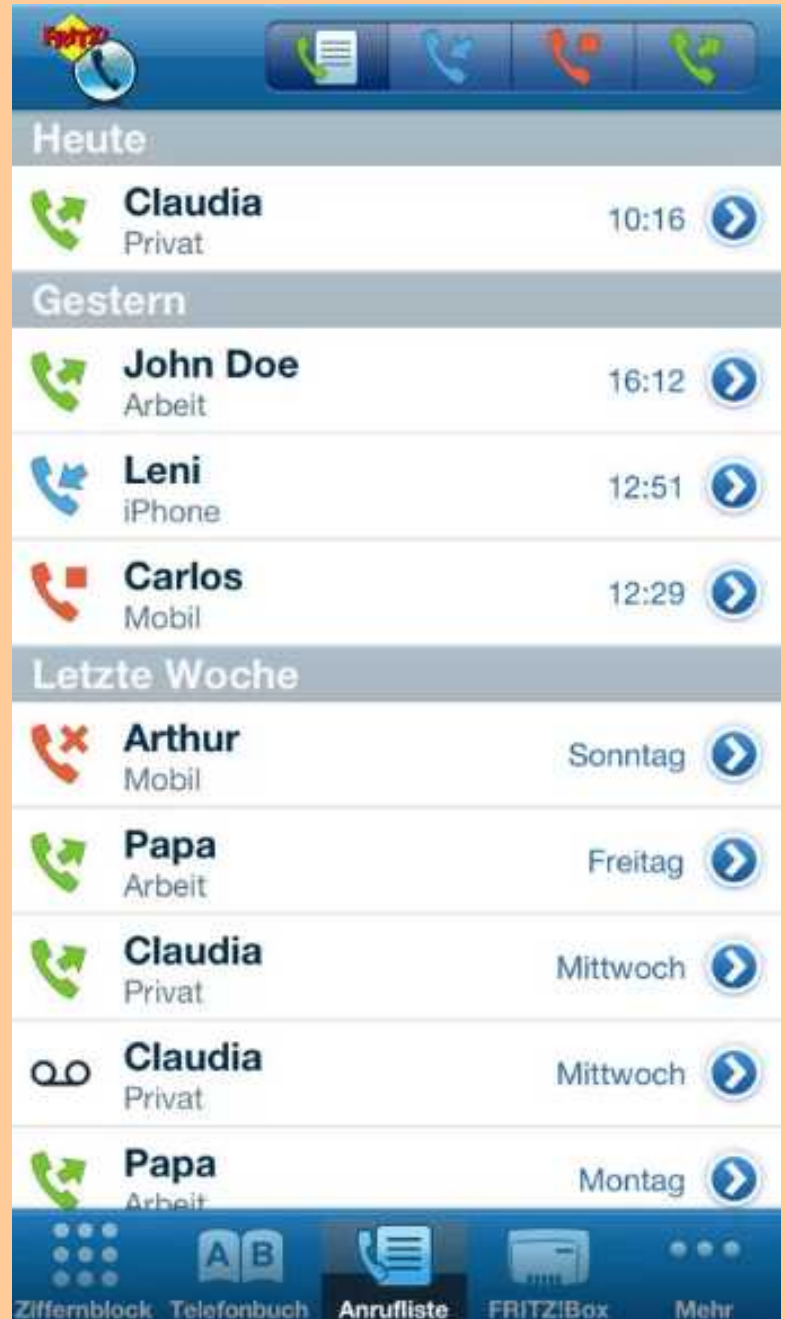 FRITZ!
Heute
Claudia
Privat
10:16
Gestern
John Doe
Arbeit
16:12
Leni
iPhone
12:51
Carlos
Mobil
12:29
Letzte Woche
Arthur
Mobil
Sonntag
Papa
Arbeit
Freitag
Claudia
Privat
Mittwoch
Claudia
Privat
Mittwoch
Papa
Arbeit
Montag
A B
Ziffernblock Telefonbuch Anrufliste FRITZ!Box Mehr